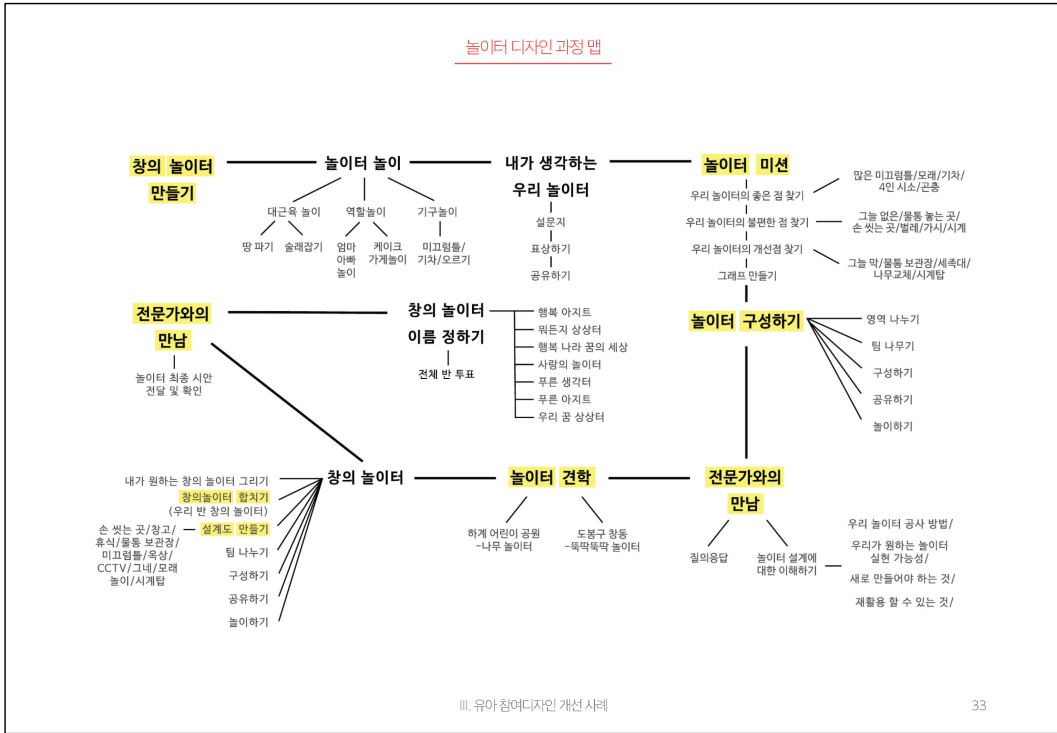 놀이터 디자인 과정 맵
창의 놀이터
만들기
놀이터 놀이
대근육 놀이
역할놀이
기구놀이
땅 파기
술래잡기
엄마
아빠
놀이
케이크
가게놀이
미끄럼틀/
기차/오르기
내가 생각하는
우리 놀이터
설문지
표상하기
공유하기
놀이터 미션
우리 놀이터의 좋은 점 찾기
많은 미끄럼틀/모래/기차/
4인 시소/곤충
우리 놀이터의 불편한 점 찾기
그늘 없은/물통 놓는 곳/
손 씻는 곳/벌레/가시/시계
우리 놀이터의 개선점 찾기
그늘 막/물통 보관장/세족대/
나무교체/시계탑
그래프 만들기
놀이터 구성하기
영역 나누기
팀 나무기
구성하기
공유하기
놀이하기
전문가와의
만남
놀이터 최종 시안
전달 및 확인
창의 놀이터
이름 정하기
전체 반 투표
행복 아지트
뭐든지 상상터
행복 나라 꿈의 세상
사랑의 놀이터
푸른 생각터
푸른 아지트
우리 꿈 상상터
창의 놀이터
내가 원하는 창의 놀이터 그리기
창의놀이터 합치기
(우리 반 창의 놀이터)
설계도 만들기
손 씻는 곳/창고/
휴식/물통 보관장/
미끄럼틀/옥상/
CCTV/그네/모래
놀이/시계탑
팀 나누기
구성하기
공유하기
놀이하기
놀이터 견학
하계 어린이 공원
-나무 놀이터
도봉구 창동
-뚝딱뚝딱 놀이터
전문가와의
만남
질의응답
놀이터 설계에
대한 이해하기
우리 놀이터 공사 방법/
우리가 원하는 놀이터
실현 가능성/
새로 만들어야 하는 것/
재활용 할 수 있는 것/
III. 유아 참여디자인 개선 사례
33